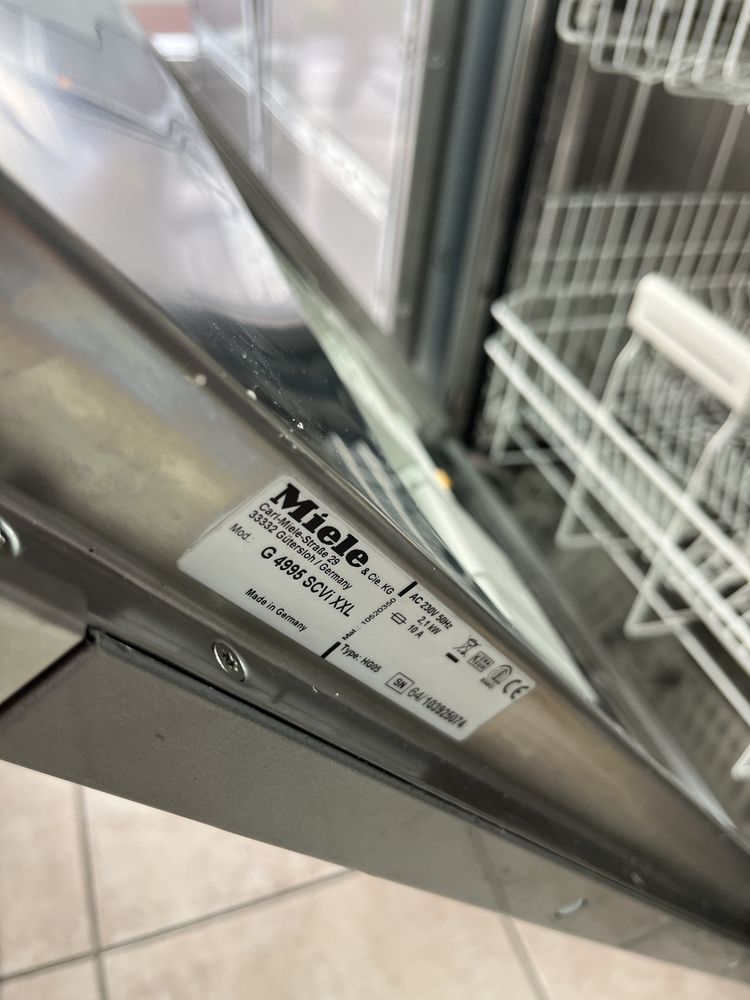 Miele & Cie. KG
Carl-Miele-Straße 29
33332 Gütersloh / Germany
Mod.: G 4995 SCVi XXL
Made in Germany
AC 230V 50Hz
2,1 kW
10 A
Mat.: 10520350
Type: HG05
SN 64/103925074
CE